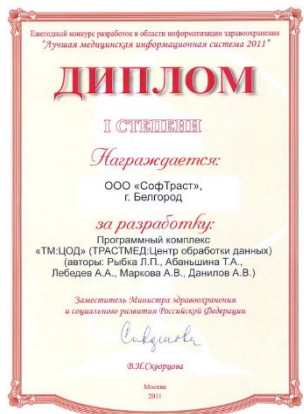 Ежегодный конкурс разработок в области информатизации здравоохранения
"Лучшая медицинская информационная система 2011"
ДИПЛОМ
I СТЕПЕНИ
Награждается:
ООО «СофТраст»,
г. Белгород
за разработку:
Программный комплекс
«ТМ:ЦОД» (ТРАСТМЕД:Центр обработки данных)
(авторы: Рыбка Л.П., Абаньшина Т.А.,
Лебедев А.А., Маркова А.В., Данилов А.В.)
Заместитель Министра здравоохранения
и социального развития Российской Федерации
В.И.Скворцова
Москва
2011